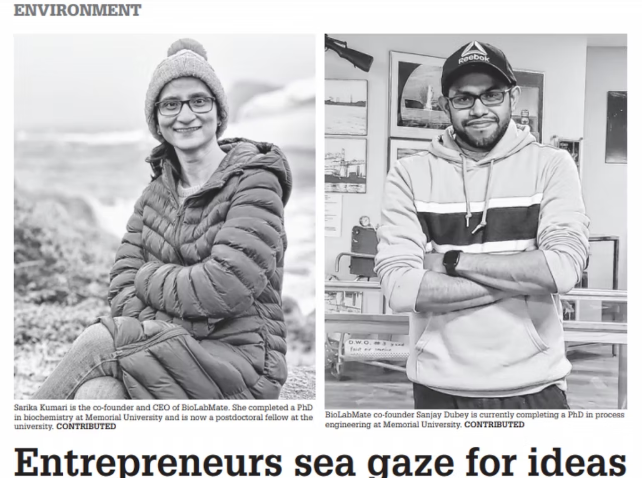 ENVIRONMENT
Reebok
D.W.O. # 3
Sarika Kumari is the co-founder and CEO of BioLabMate. She completed a PhD
in biochemistry at Memorial University and is now a postdoctoral fellow at the
university. CONTRIBUTED
BioLabMate co-founder Sanjay Dubey is currently completing a PhD in process
engineering at Memorial University. CONTRIBUTED
Entrepreneurs sea gaze for ideas